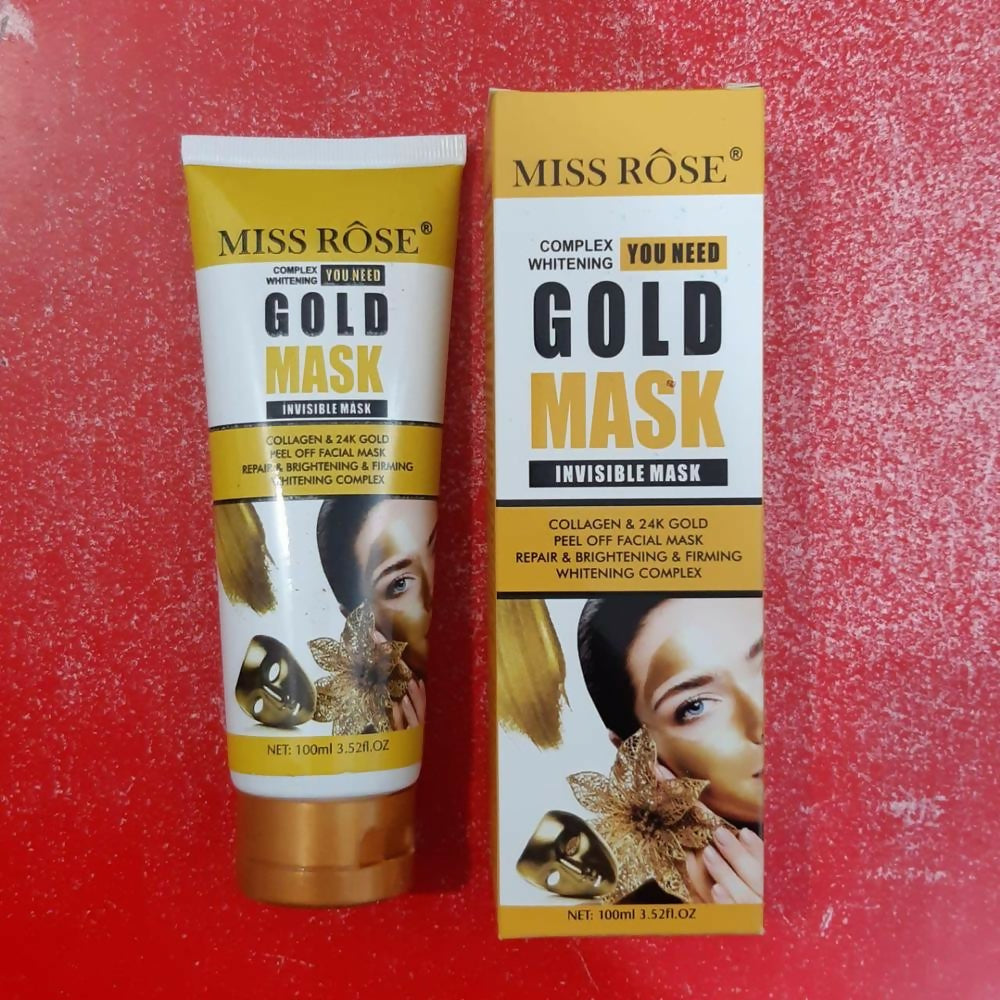 MISS RÔSE®
COMPLEX
WHITENING
YOU NEED
GOLD
MASK
INVISIBLE MASK
COLLAGEN & 24K GOLD
PEEL OFF FACIAL MASK
REPAIR & BRIGHTENING & FIRMING
WHITENING COMPLEX
NET: 100ml 3.52fl.OZ
MISS RÔSE®
COMPLEX
WHITENING
YOU NEED
GOLD
MASK
INVISIBLE MASK
COLLAGEN & 24K GOLD
PEEL OFF FACIAL MASK
REPAIR & BRIGHTENING & FIRMING
WHITENING COMPLEX
NET: 100ml 3.52fl.OZ